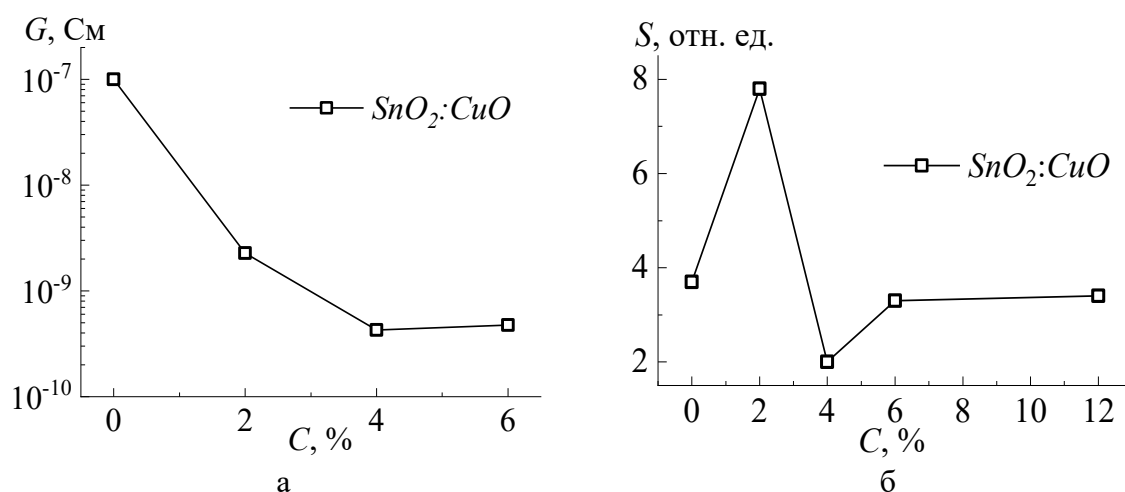 G, См
10⁻⁷
10⁻⁸
10⁻⁹
10⁻¹⁰
SnO₂:CuO
0 2 4 6
C, %
а
S, отн. ед.
8
6
4
2
SnO₂:CuO
0 2 4 6 8 10 12
C, %
б